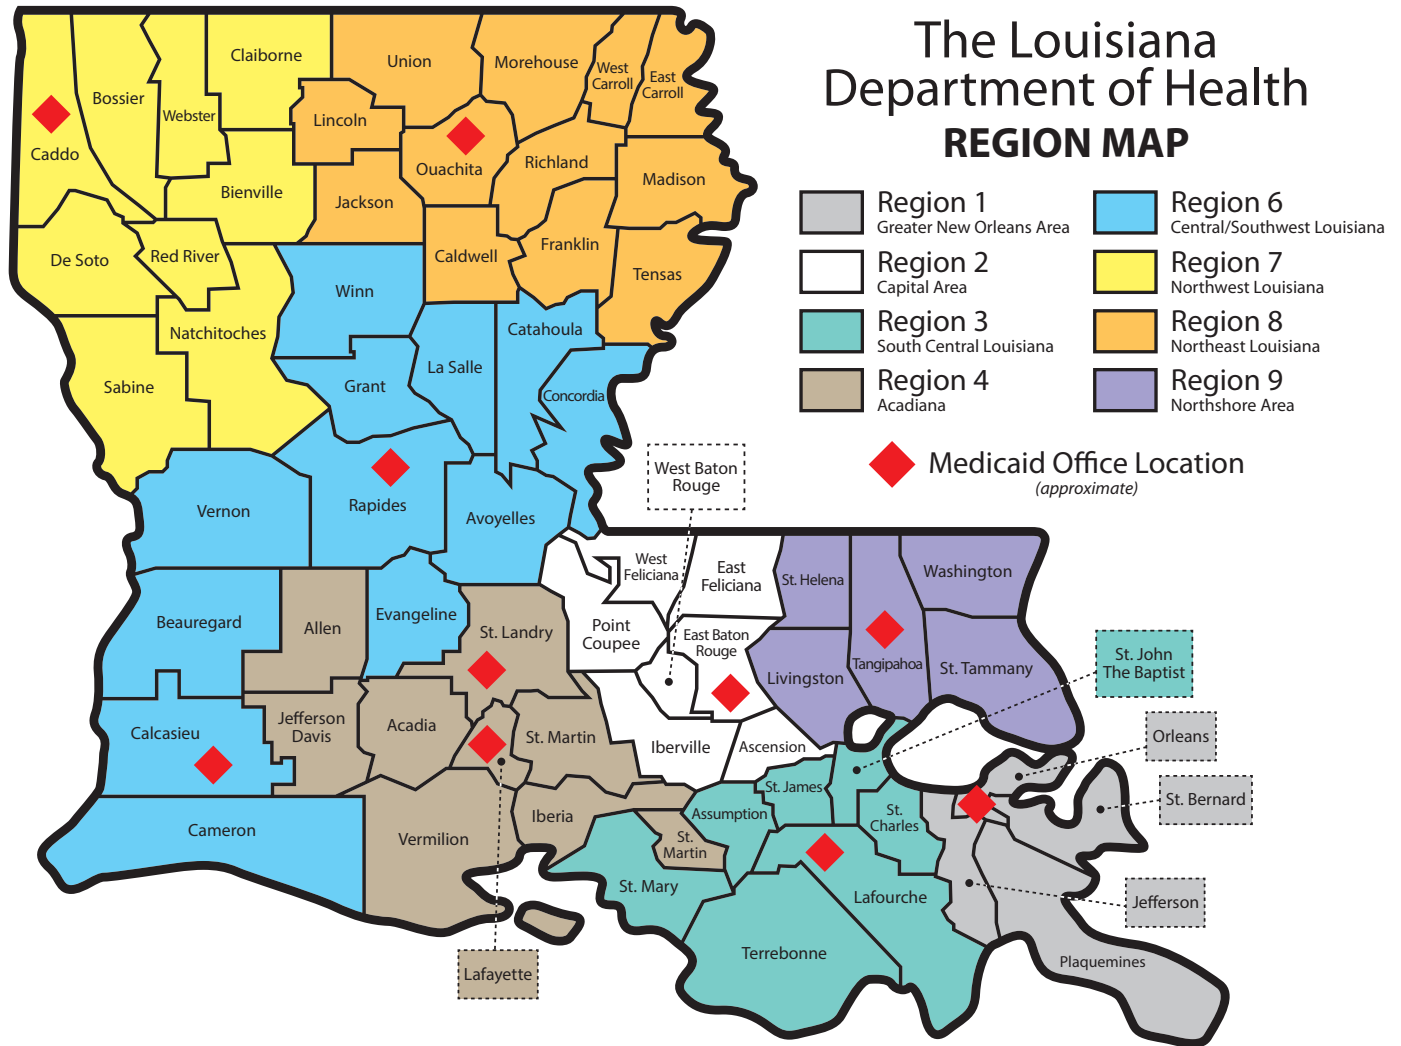 The Louisiana
Department of Health
REGION MAP
Region 1
Greater New Orleans Area
Region 2
Capital Area
Region 3
South Central Louisiana
Region 4
Acadiana
Region 6
Central/Southwest Louisiana
Region 7
Northwest Louisiana
Region 8
Northeast Louisiana
Region 9
Northshore Area
Medicaid Office Location
(approximate)
Caddo
Bossier
Webster
Claiborne
Union
Morehouse
West
Carroll
East
Carroll
Lincoln
Ouachita
Richland
Madison
Bienville
Jackson
De Soto
Red River
Caldwell
Franklin
Tensas
Winn
Natchitoches
Catahoula
La Salle
Sabine
Grant
Concordia
West Baton
Rouge
Vernon
Rapides
Avoyelles
West
Feliciana
East
Feliciana
St. Helena
Washington
Beauregard
Allen
Evangeline
St. Landry
Point
Coupee
East Baton
Rouge
Livingston
Tangipahoa
St. Tammany
St. John
The Baptist
Calcasieu
Jefferson
Davis
Acadia
St. Martin
Iberville
Ascension
Orleans
St. James
St. Bernard
Cameron
Vermilion
Iberia
Assumption
St.
Charles
St.
Martin
St. Mary
Lafourche
Jefferson
Terrebonne
Plaquemines
Lafayette